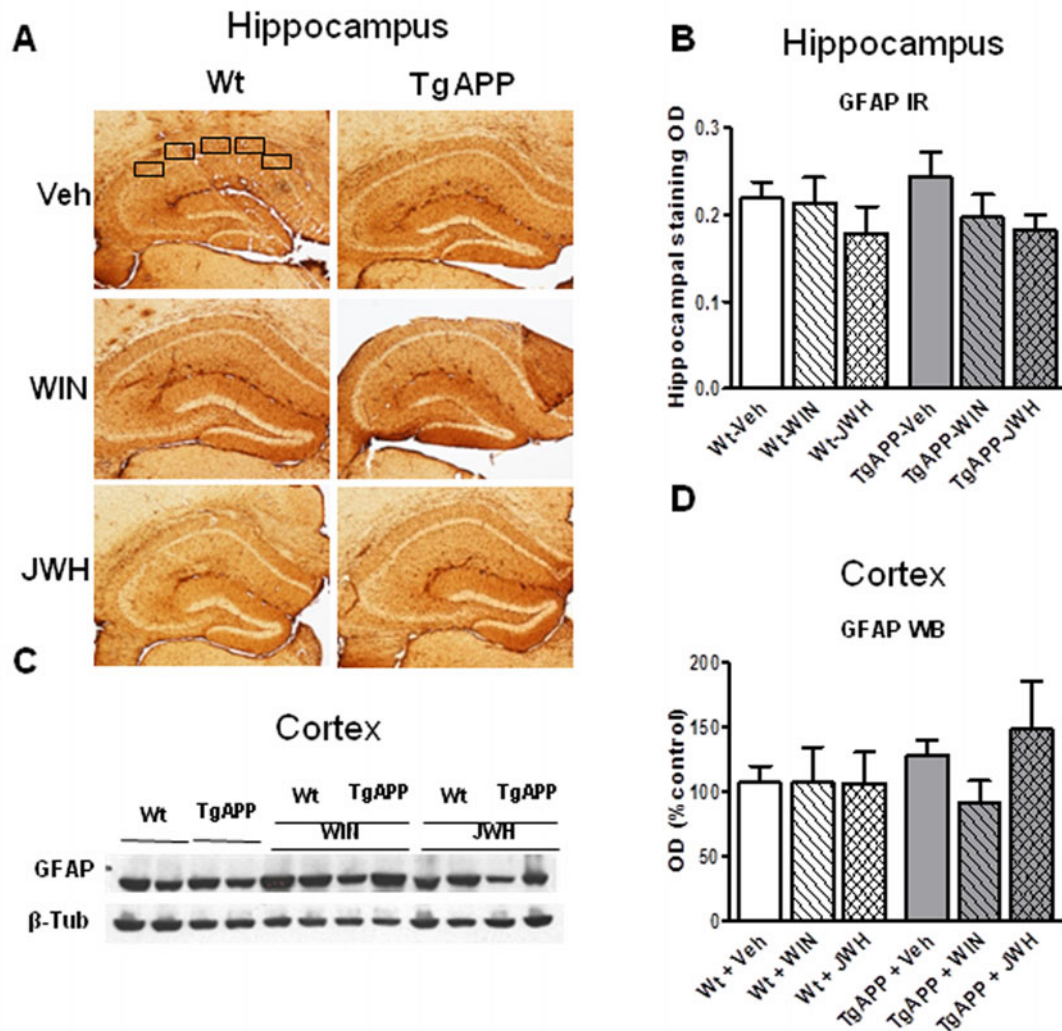 A
Hippocampus
Wt
TgAPP
Veh
WIN
JWH
B
Hippocampus
GFAP IR
Hippocampal staining OD
0.3
0.2
0.1
0.0
Wt-Veh
Wt-WIN
Wt-JWH
TgAPP-Veh
TgAPP-WIN
TgAPP-JWH
C
Cortex
Wt
TgAPP
Wt
TgAPP
WIN
Wt
TgAPP
JWH
GFAP
β-Tub
D
Cortex
GFAP WB
OD (% control)
200
150
100
50
0
Wt + Veh
Wt + WIN
Wt + JWH
TgAPP + Veh
TgAPP + WIN
TgAPP + JWH